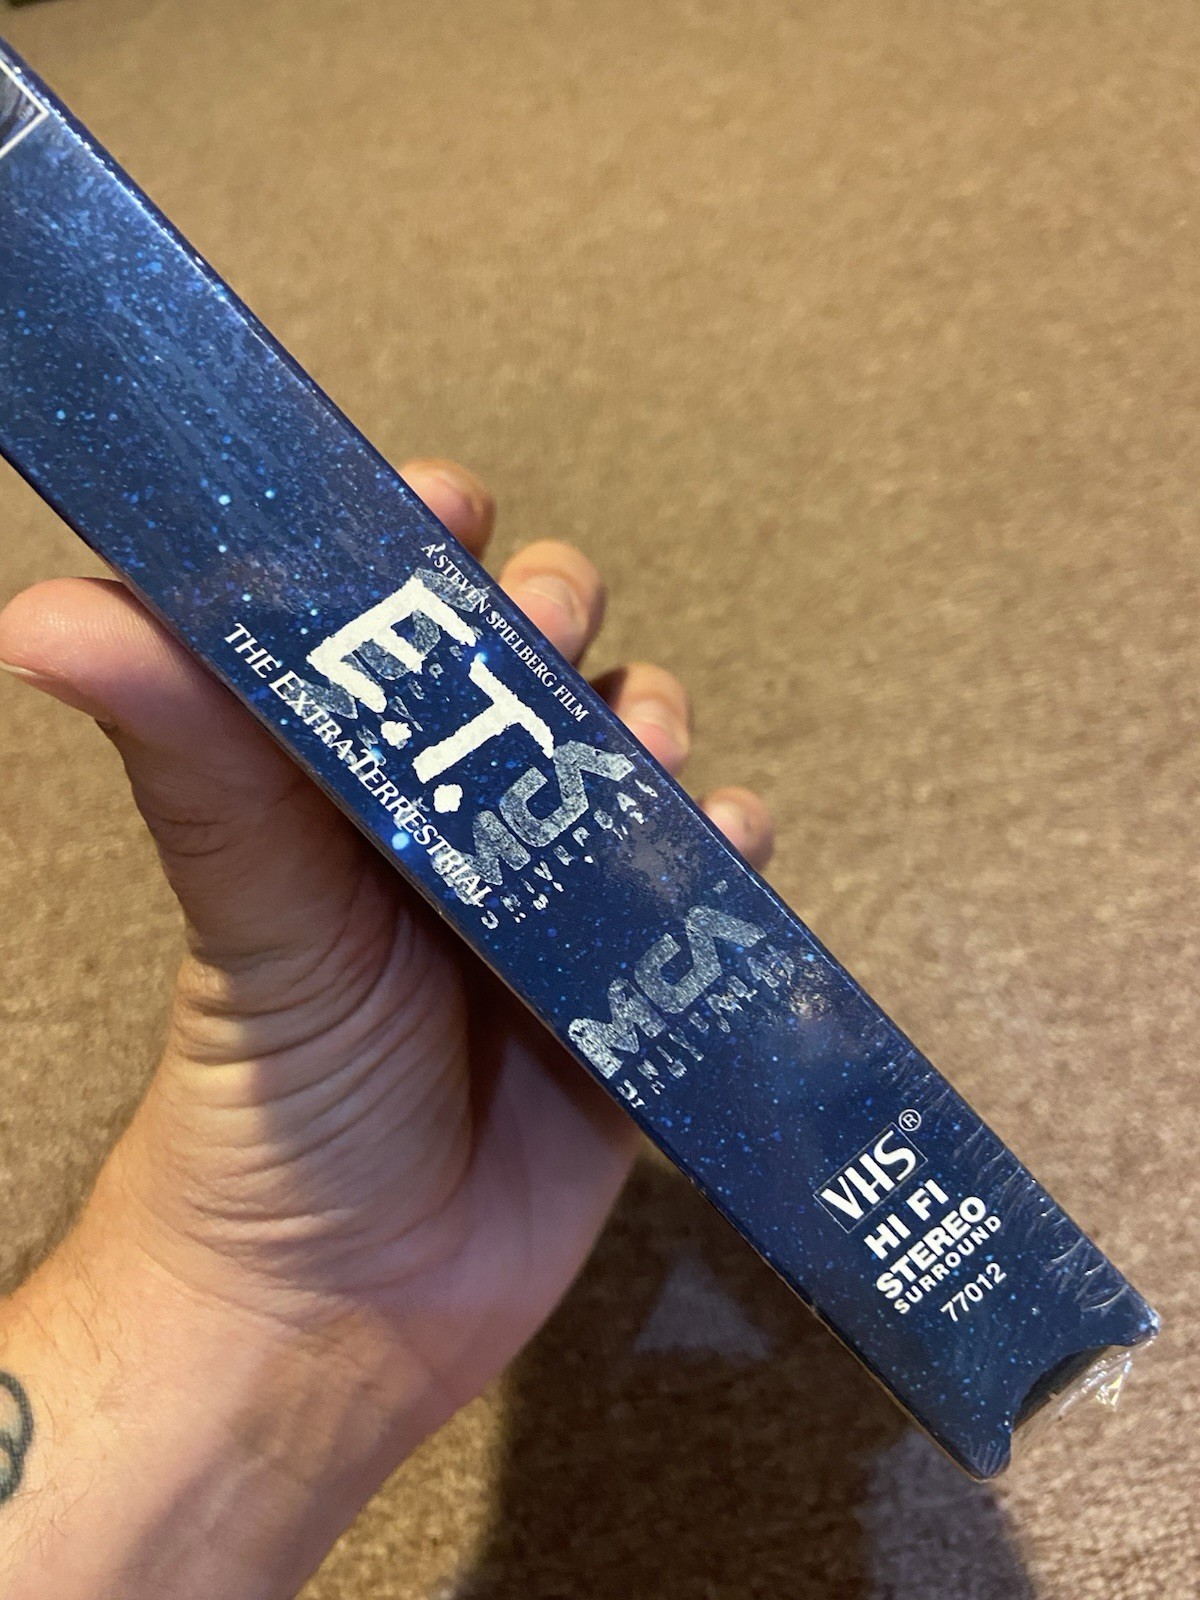 A STEVEN SPIELBERG FILM
E.T.
THE EXTRA-TERRESTRIAL
MCA
UNIVERSAL
MCA
UNIVERSAL
VHS®
HI FI
STEREO
SURROUND
77012